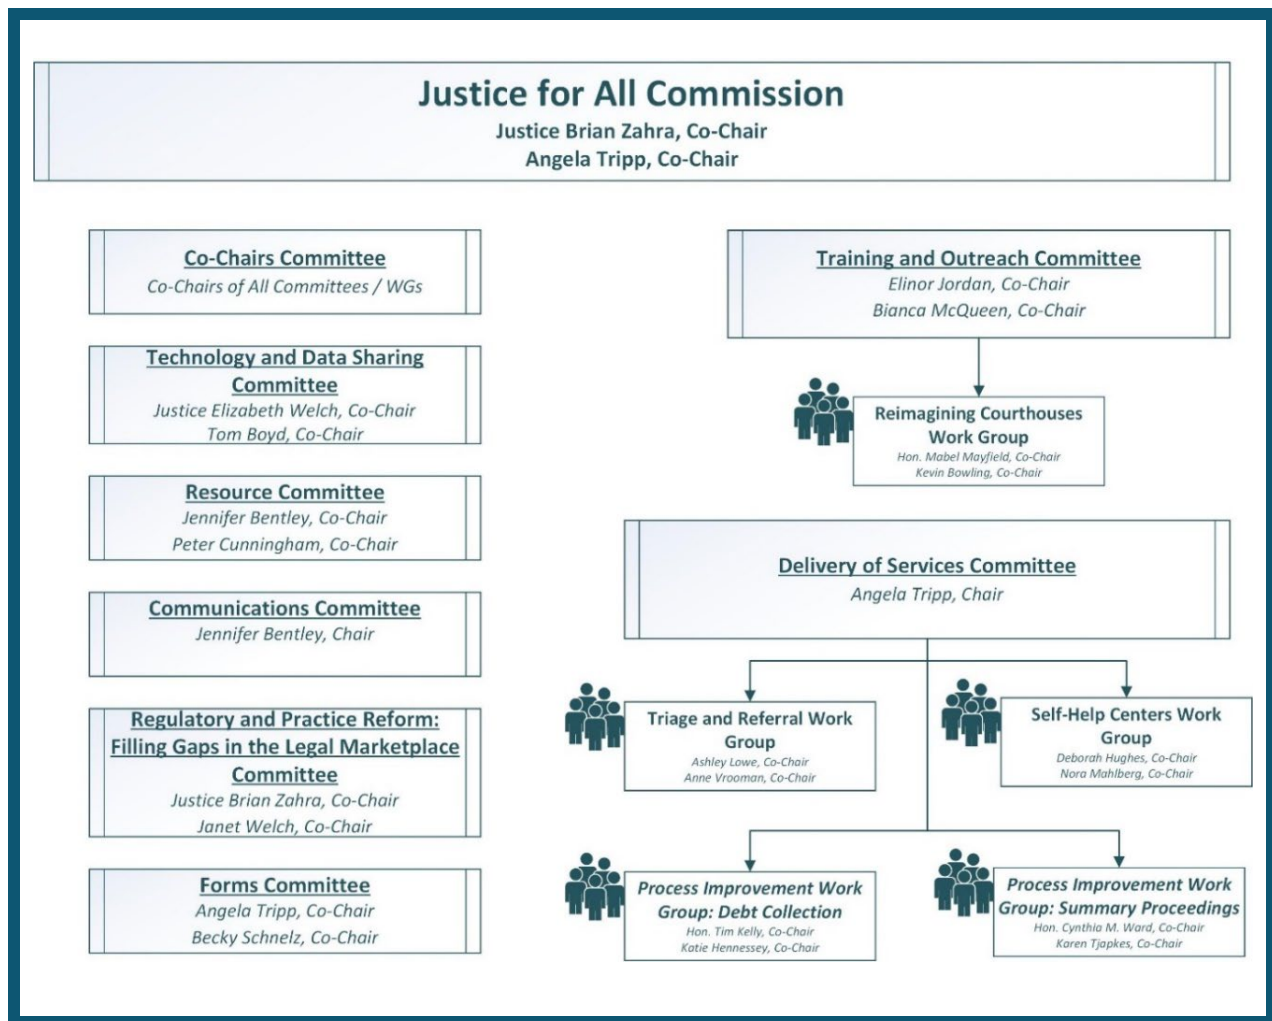 Justice for All Commission
Justice Brian Zahra, Co-Chair
Angela Tripp, Co-Chair
Co-Chairs Committee
Co-Chairs of All Committees / WGs
Technology and Data Sharing
Committee
Justice Elizabeth Welch, Co-Chair
Tom Boyd, Co-Chair
Resource Committee
Jennifer Bentley, Co-Chair
Peter Cunningham, Co-Chair
Communications Committee
Jennifer Bentley, Chair
Regulatory and Practice Reform:
Filling Gaps in the Legal Marketplace
Committee
Justice Brian Zahra, Co-Chair
Janet Welch, Co-Chair
Forms Committee
Angela Tripp, Co-Chair
Becky Schnelz, Co-Chair
Training and Outreach Committee
Elinor Jordan, Co-Chair
Bianca McQueen, Co-Chair
Reimagining Courthouses
Work Group
Hon. Mabel Mayfield, Co-Chair
Kevin Bowling, Co-Chair
Delivery of Services Committee
Angela Tripp, Chair
Triage and Referral Work
Group
Ashley Lowe, Co-Chair
Anne Vrooman, Co-Chair
Self-Help Centers Work
Group
Deborah Hughes, Co-Chair
Nora Mahlberg, Co-Chair
Process Improvement Work
Group: Debt Collection
Hon. Tim Kelly, Co-Chair
Katie Hennessey, Co-Chair
Process Improvement Work
Group: Summary Proceedings
Hon. Cynthia M. Ward, Co-Chair
Karen Tjapkes, Co-Chair